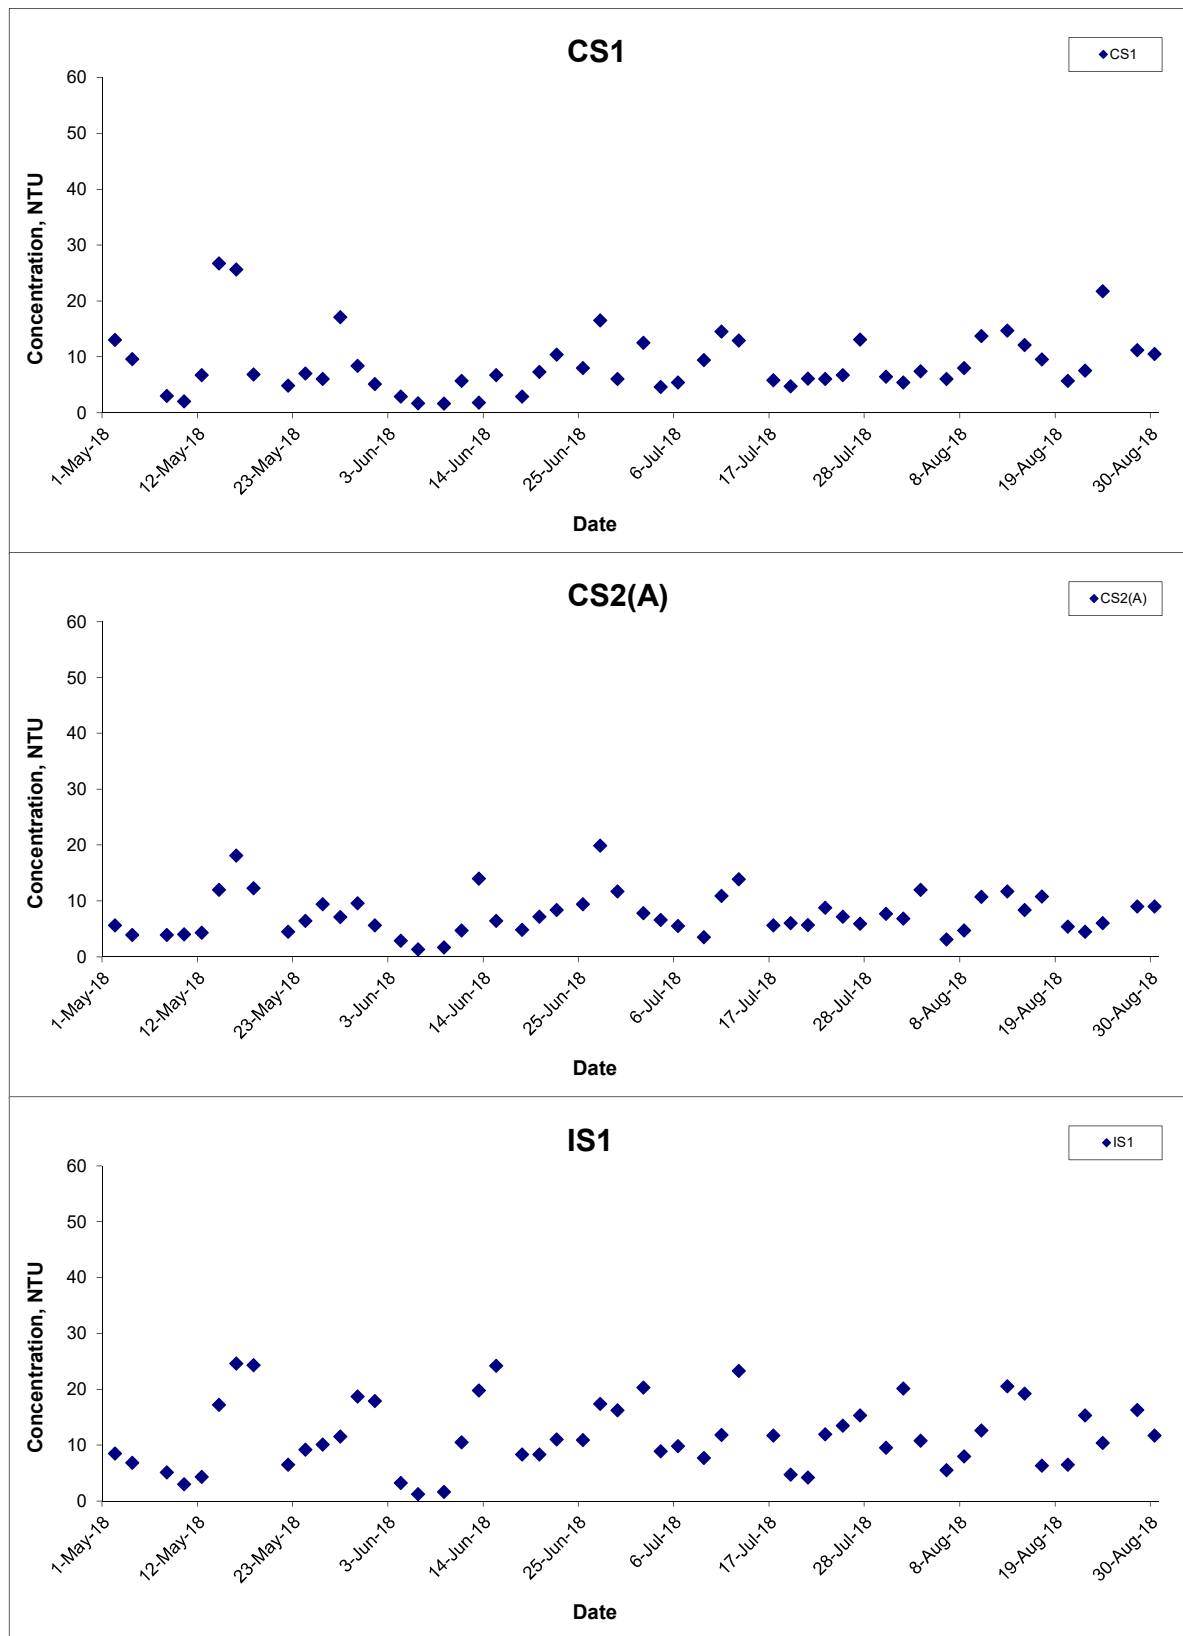 CS1
CS1
60
50
40
30
20
10
0
Concentration, NTU
1-May-18
12-May-18
23-May-18
3-Jun-18
14-Jun-18
25-Jun-18
6-Jul-18
17-Jul-18
28-Jul-18
8-Aug-18
19-Aug-18
30-Aug-18
Date
CS2(A)
CS2(A)
60
50
40
30
20
10
0
Concentration, NTU
1-May-18
12-May-18
23-May-18
3-Jun-18
14-Jun-18
25-Jun-18
6-Jul-18
17-Jul-18
28-Jul-18
8-Aug-18
19-Aug-18
30-Aug-18
Date
IS1
IS1
60
50
40
30
20
10
0
Concentration, NTU
1-May-18
12-May-18
23-May-18
3-Jun-18
14-Jun-18
25-Jun-18
6-Jul-18
17-Jul-18
28-Jul-18
8-Aug-18
19-Aug-18
30-Aug-18
Date